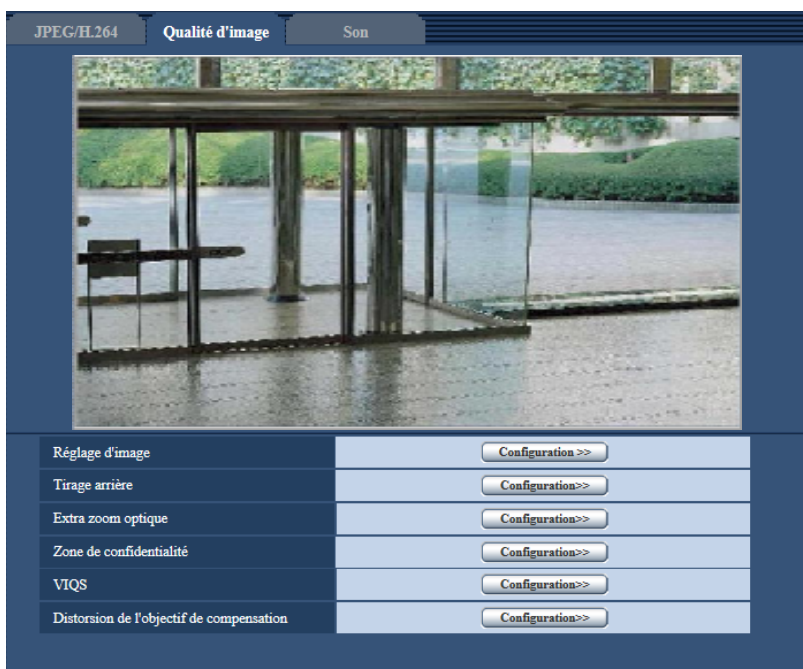 JPEG/H.264 Qualité d'image Son
Réglage d'image Configuration >>
Tirage arrière Configuration>>
Extra zoom optique Configuration>>
Zone de confidentialité Configuration>>
VIQS Configuration>>
Distorsion de l'objectif de compensation Configuration>>